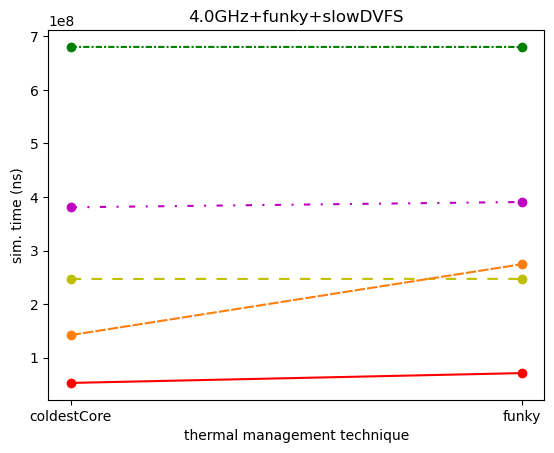 4.0GHz+funky+slowDVFS
1e8
7
6
5
4
3
2
1
sim. time (ns)
coldestCore
funky
thermal management technique